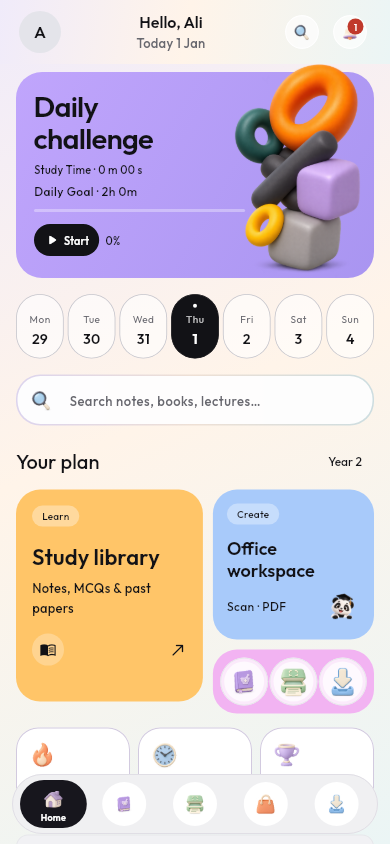 A
Hello, Ali
Today 1 Jan
1
Daily
challenge
Study Time · 0 m 00 s
Daily Goal · 2h 0m
Start
0%
Mon
29
Tue
30
Wed
31
Thu
1
Fri
2
Sat
3
Sun
4
Search notes, books, lectures...
Your plan
Year 2
Learn
Study library
Notes, MCQs & past
papers
Create
Office
workspace
Scan · PDF
Home